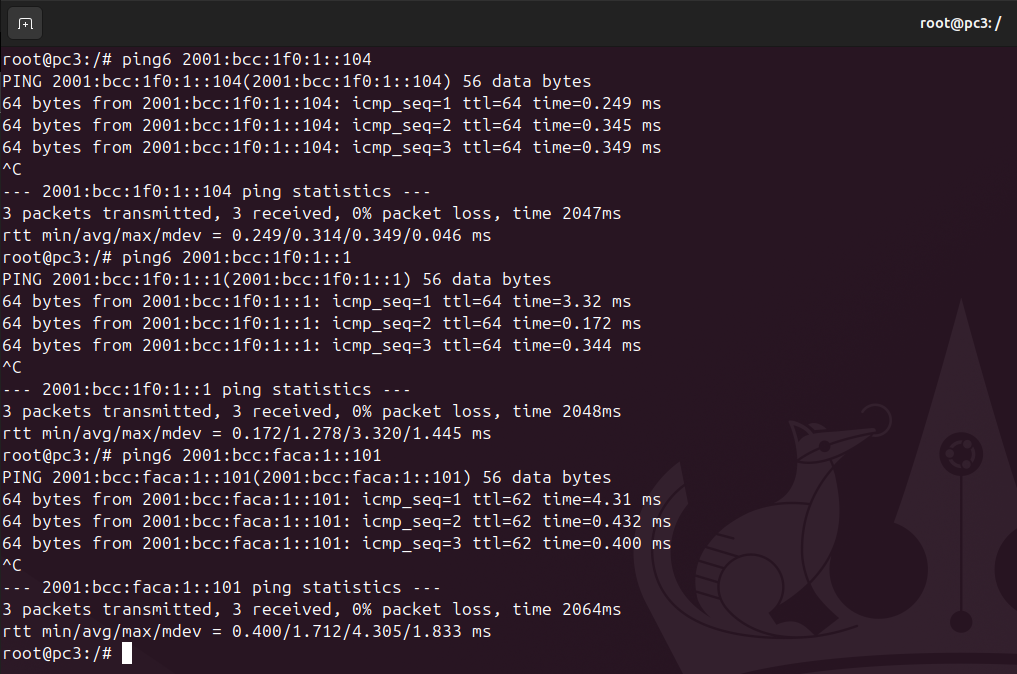 root@pc3: /
root@pc3:/# ping6 2001:bcc:1f0:1::104
PING 2001:bcc:1f0:1::104(2001:bcc:1f0:1::104) 56 data bytes
64 bytes from 2001:bcc:1f0:1::104: icmp_seq=1 ttl=64 time=0.249 ms
64 bytes from 2001:bcc:1f0:1::104: icmp_seq=2 ttl=64 time=0.345 ms
64 bytes from 2001:bcc:1f0:1::104: icmp_seq=3 ttl=64 time=0.349 ms
^C
--- 2001:bcc:1f0:1::104 ping statistics ---
3 packets transmitted, 3 received, 0% packet loss, time 2047ms
rtt min/avg/max/mdev = 0.249/0.314/0.349/0.046 ms
root@pc3:/# ping6 2001:bcc:1f0:1::1
PING 2001:bcc:1f0:1::1(2001:bcc:1f0:1::1) 56 data bytes
64 bytes from 2001:bcc:1f0:1::1: icmp_seq=1 ttl=64 time=3.32 ms
64 bytes from 2001:bcc:1f0:1::1: icmp_seq=2 ttl=64 time=0.172 ms
64 bytes from 2001:bcc:1f0:1::1: icmp_seq=3 ttl=64 time=0.344 ms
^C
--- 2001:bcc:1f0:1::1 ping statistics ---
3 packets transmitted, 3 received, 0% packet loss, time 2048ms
rtt min/avg/max/mdev = 0.172/1.278/3.320/1.445 ms
root@pc3:/# ping6 2001:bcc:faca:1::101
PING 2001:bcc:faca:1::101(2001:bcc:faca:1::101) 56 data bytes
64 bytes from 2001:bcc:faca:1::101: icmp_seq=1 ttl=62 time=4.31 ms
64 bytes from 2001:bcc:faca:1::101: icmp_seq=2 ttl=62 time=0.432 ms
64 bytes from 2001:bcc:faca:1::101: icmp_seq=3 ttl=62 time=0.400 ms
^C
--- 2001:bcc:faca:1::101 ping statistics ---
3 packets transmitted, 3 received, 0% packet loss, time 2064ms
rtt min/avg/max/mdev = 0.400/1.712/4.305/1.833 ms
root@pc3:/#